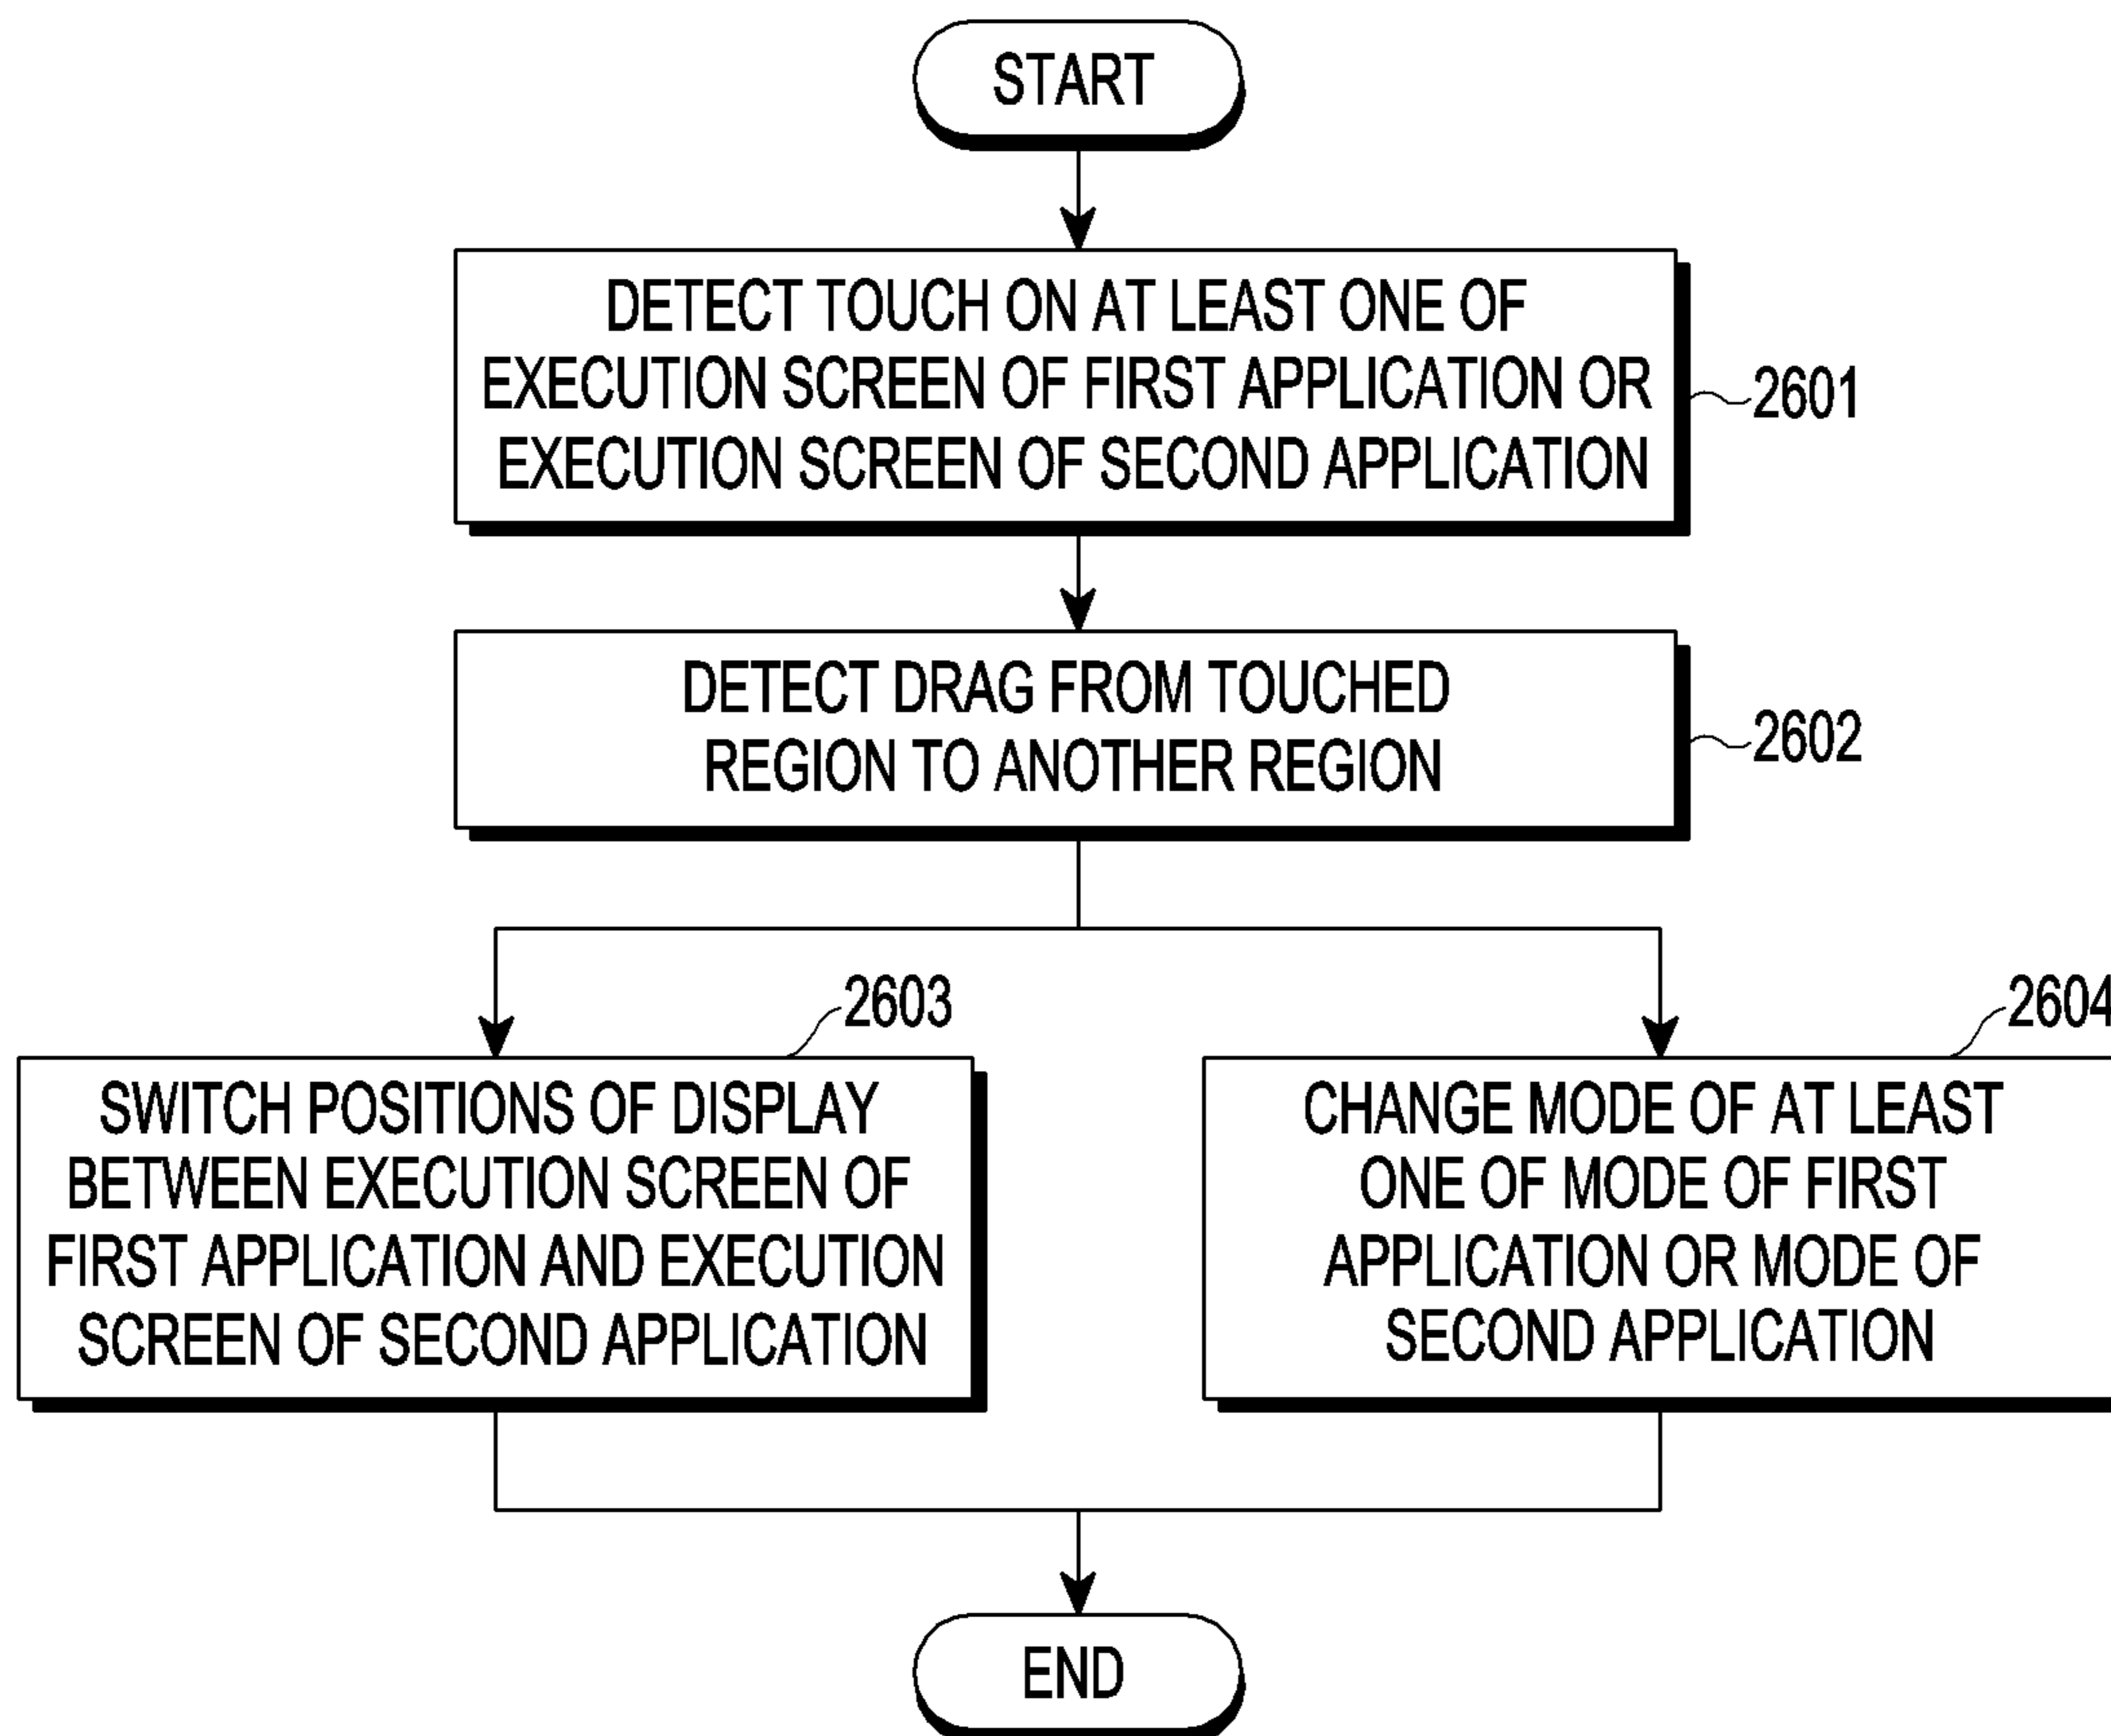 START
DETECT TOUCH ON AT LEAST ONE OF
EXECUTION SCREEN OF FIRST APPLICATION OR
EXECUTION SCREEN OF SECOND APPLICATION
2601
DETECT DRAG FROM TOUCHED
REGION TO ANOTHER REGION
2602
2603
SWITCH POSITIONS OF DISPLAY
BETWEEN EXECUTION SCREEN OF
FIRST APPLICATION AND EXECUTION
SCREEN OF SECOND APPLICATION
2604
CHANGE MODE OF AT LEAST
ONE OF MODE OF FIRST
APPLICATION OR MODE OF
SECOND APPLICATION
END